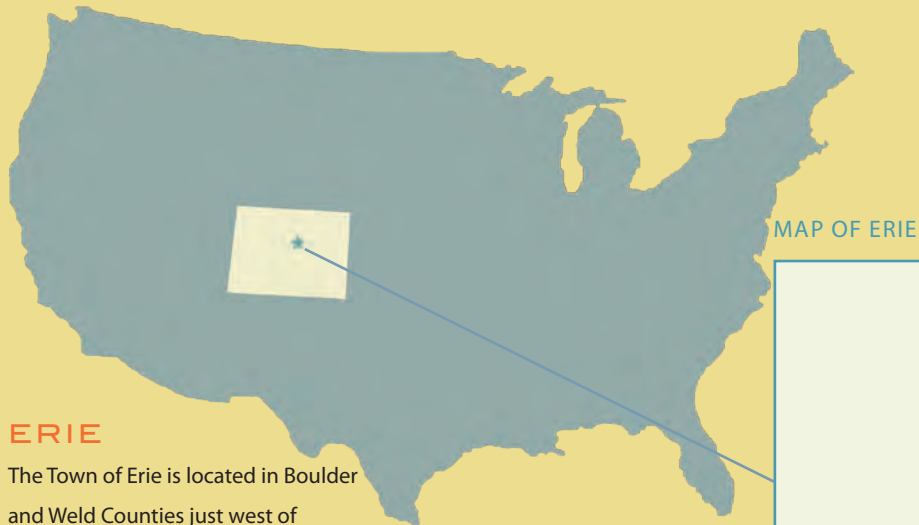 MAP OF ERIE
ERIE
The Town of Erie is located in Boulder
and Weld Counties just west of